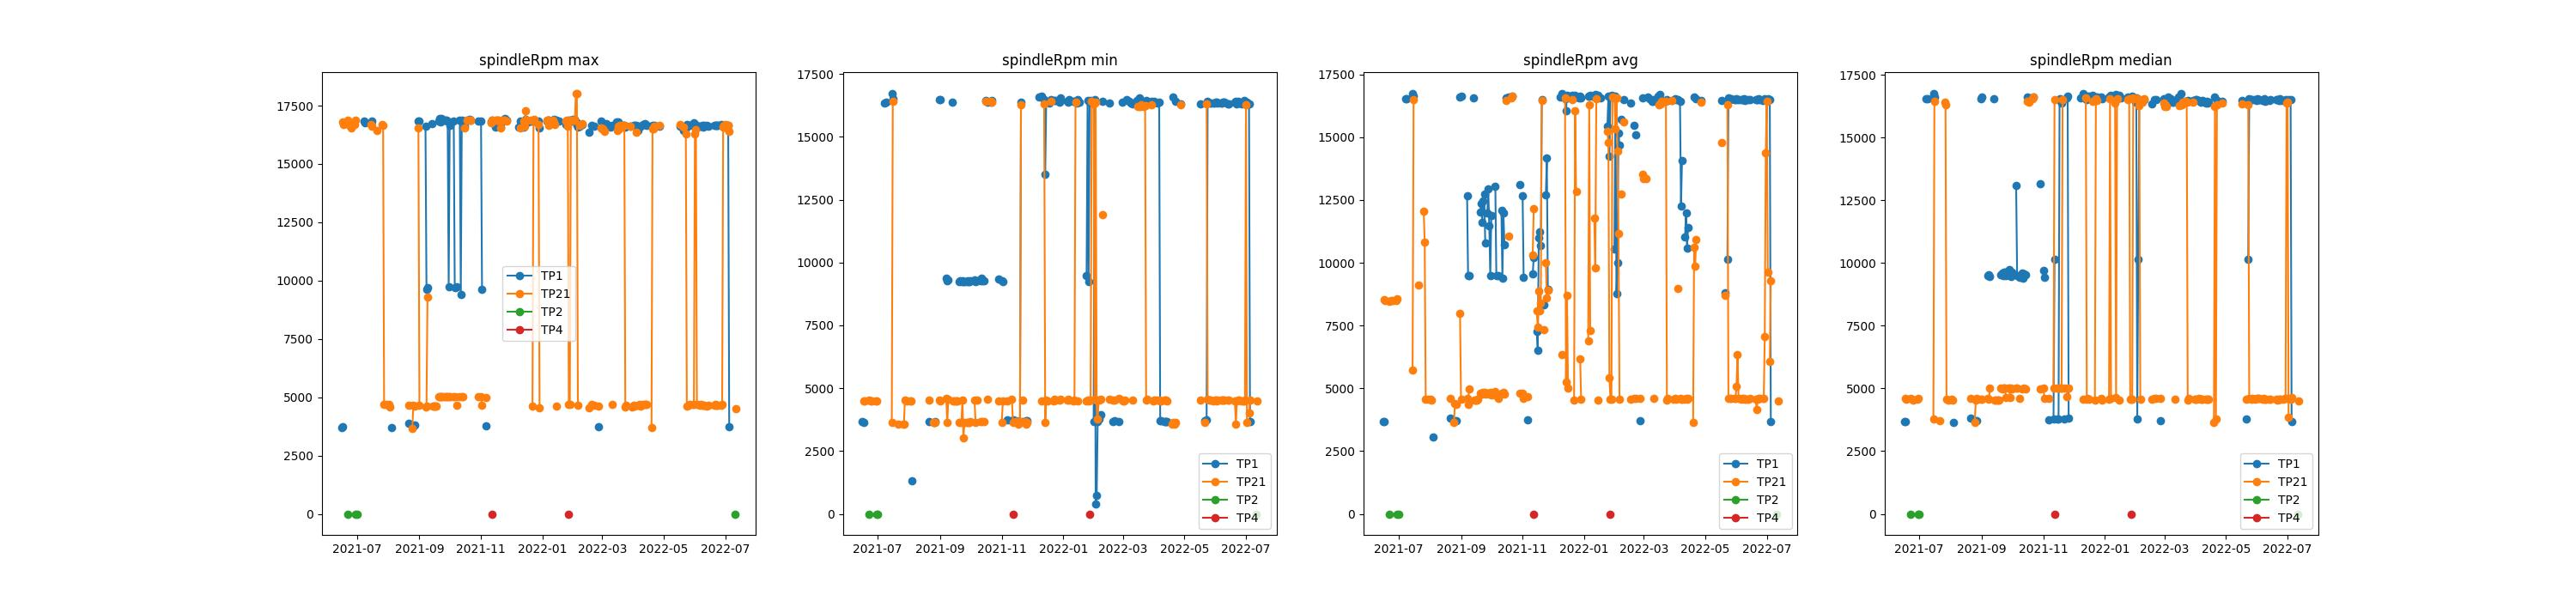 spindleRpm max
17500
15000
12500
10000
7500
5000
2500
0
2021-07 2021-09 2021-11 2022-01 2022-03 2022-05 2022-07
TP1
TP21
TP2
TP4
spindleRpm min
17500
15000
12500
10000
7500
5000
2500
0
2021-07 2021-09 2021-11 2022-01 2022-03 2022-05 2022-07
TP1
TP21
TP2
TP4
spindleRpm avg
17500
15000
12500
10000
7500
5000
2500
0
2021-07 2021-09 2021-11 2022-01 2022-03 2022-05 2022-07
TP1
TP21
TP2
TP4
spindleRpm median
17500
15000
12500
10000
7500
5000
2500
0
2021-07 2021-09 2021-11 2022-01 2022-03 2022-05 2022-07
TP1
TP21
TP2
TP4